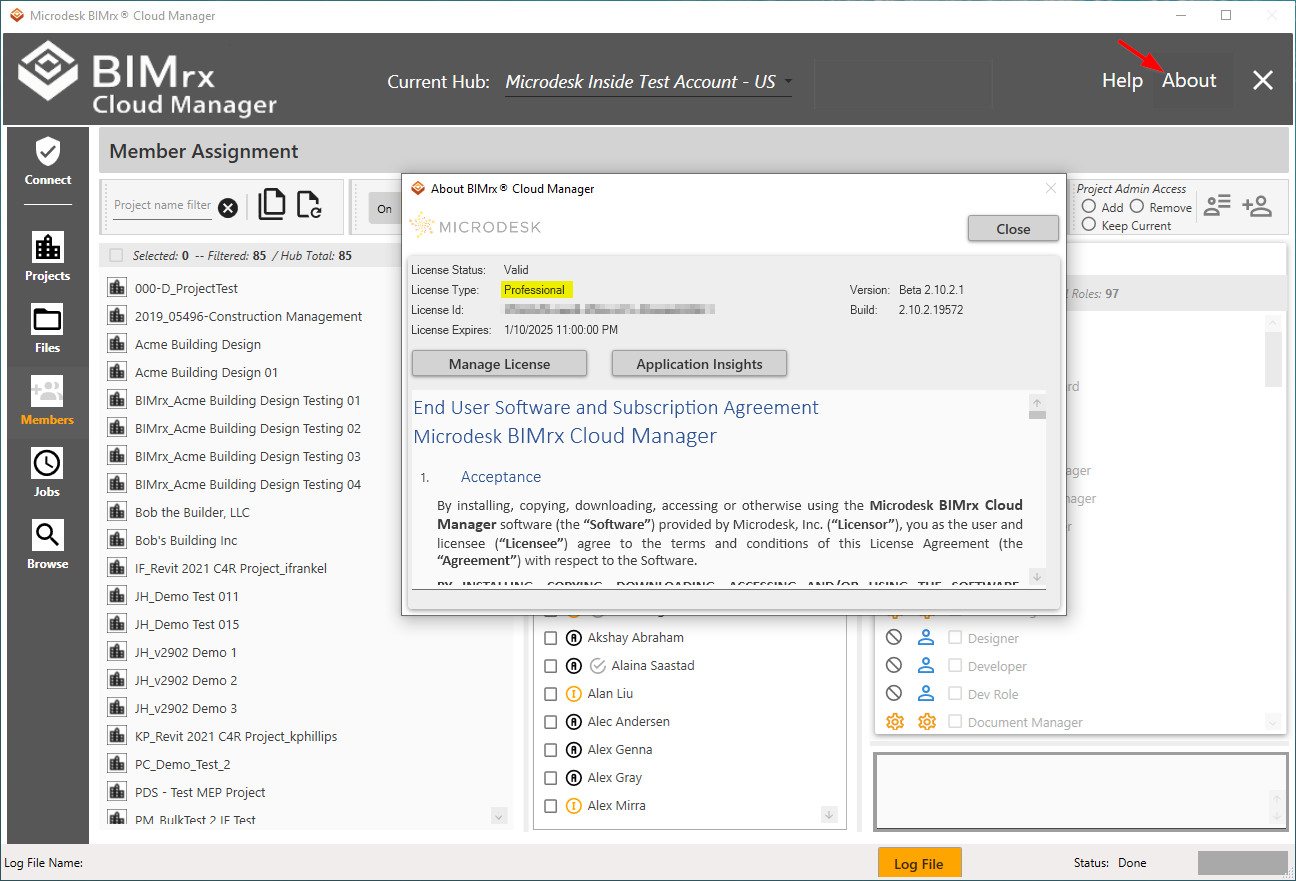 Microdesk BIMrx® Cloud Manager
BIMrx
Cloud Manager
Current Hub: Microdesk Inside Test Account - US
Help About
Connect
Projects
Files
Members
Jobs
Browse
Member Assignment
Project name filter
On
Project Admin Access
Add Remove
Keep Current
Selected: 0 -- Filtered: 85 / Hub Total: 85
Roles: 97
000-D_ProjectTest
2019_05496-Construction Management
Acme Building Design
Acme Building Design 01
BIMrx_Acme Building Design Testing 01
BIMrx_Acme Building Design Testing 02
BIMrx_Acme Building Design Testing 03
BIMrx_Acme Building Design Testing 04
Bob the Builder, LLC
Bob's Building Inc
IF_Revit 2021 C4R Project_ifrankel
JH_Demo Test 011
JH_Demo Test 015
JH_v2902 Demo 1
JH_v2902 Demo 2
JH_v2902 Demo 3
KP_Revit 2021 C4R Project_kphillips
PC_Demo_Test_2
PDS - Test MEP Project
PM_BulkTest 2 IF Test
About BIMrx® Cloud Manager
MICRODESK
Close
License Status: Valid
License Type: Professional
Version: Beta 2.10.2.1
License Id:
Build: 2.10.2.19572
License Expires: 1/10/2025 11:00:00 PM
Manage License
Application Insights
End User Software and Subscription Agreement
Microdesk BIMrx Cloud Manager
1. Acceptance
By installing, copying, downloading, accessing or otherwise using the Microdesk BIMrx Cloud
Manager software (the “Software”) provided by Microdesk, Inc. (“Licensor”), you as the user and
licensee (“Licensee”) agree to the terms and conditions of this License Agreement (the
“Agreement”) with respect to the Software.
BY INSTALLING, COPYING, DOWNLOADING, ACCESSING AND/OR USING THE SOFTWARE,
Akshay Abraham
Alaina Saastad
Alan Liu
Alec Andersen
Alex Genna
Alex Gray
Alex Mirra
Designer
Developer
Dev Role
Document Manager
Log File Name:
Log File
Status: Done